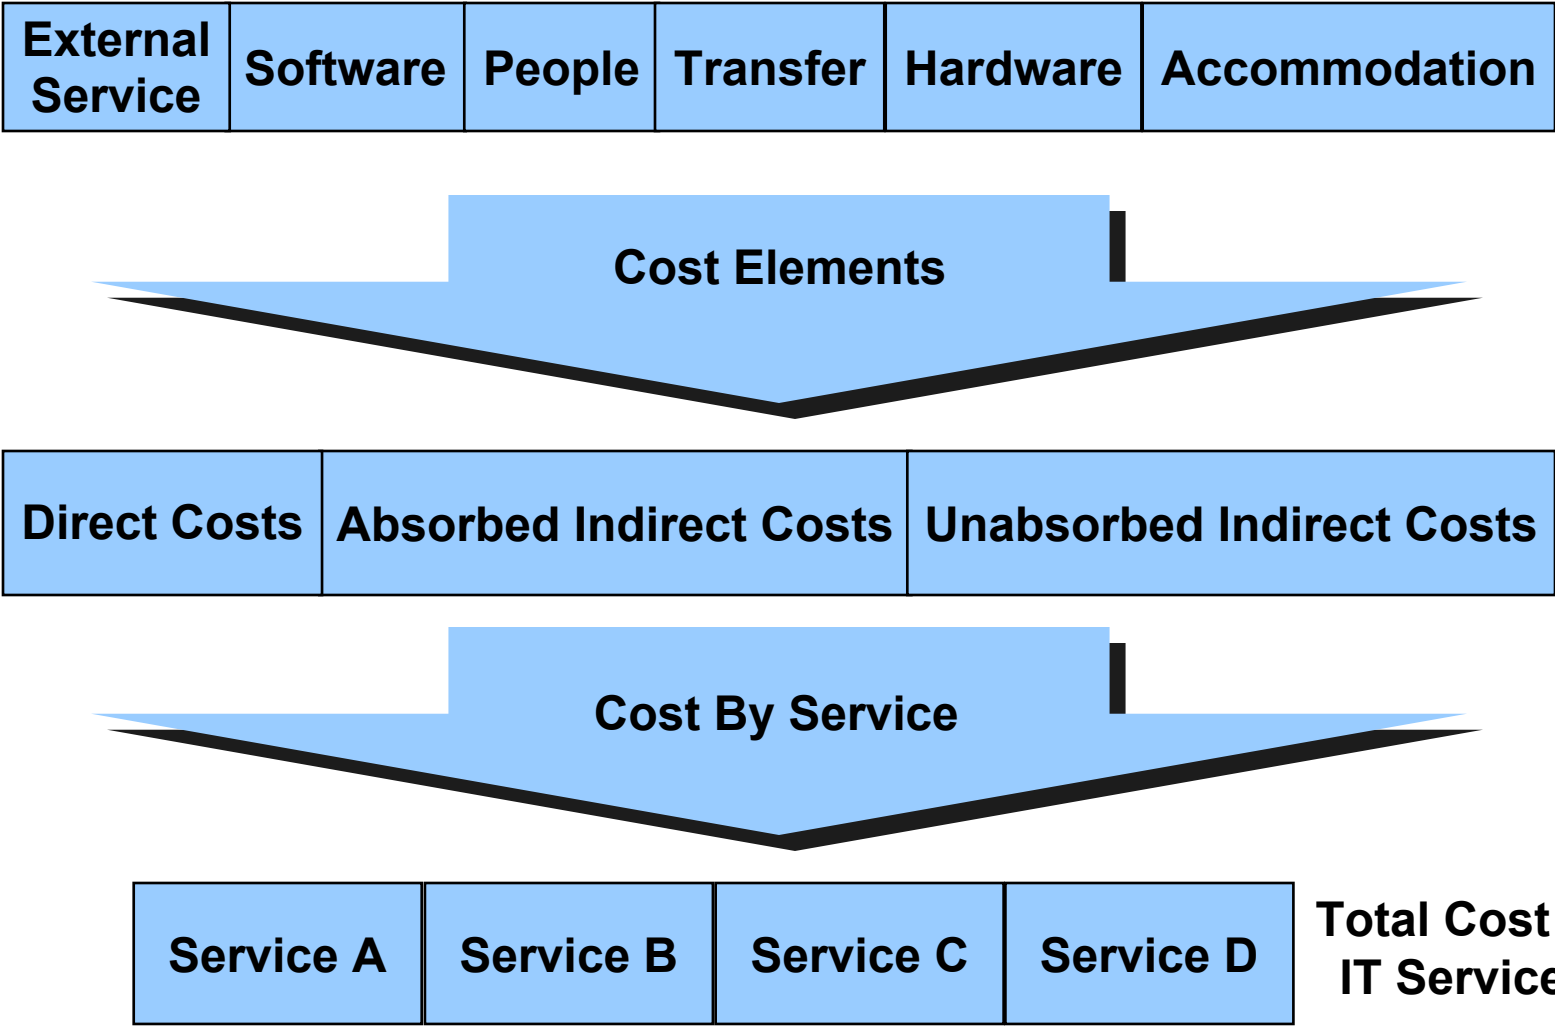 External
Service
Software
People
Transfer
Hardware
Accommodation
Cost Elements
Direct Costs
Absorbed Indirect Costs
Unabsorbed Indirect Costs
Cost By Service
Service A
Service B
Service C
Service D
Total Cost
IT Service